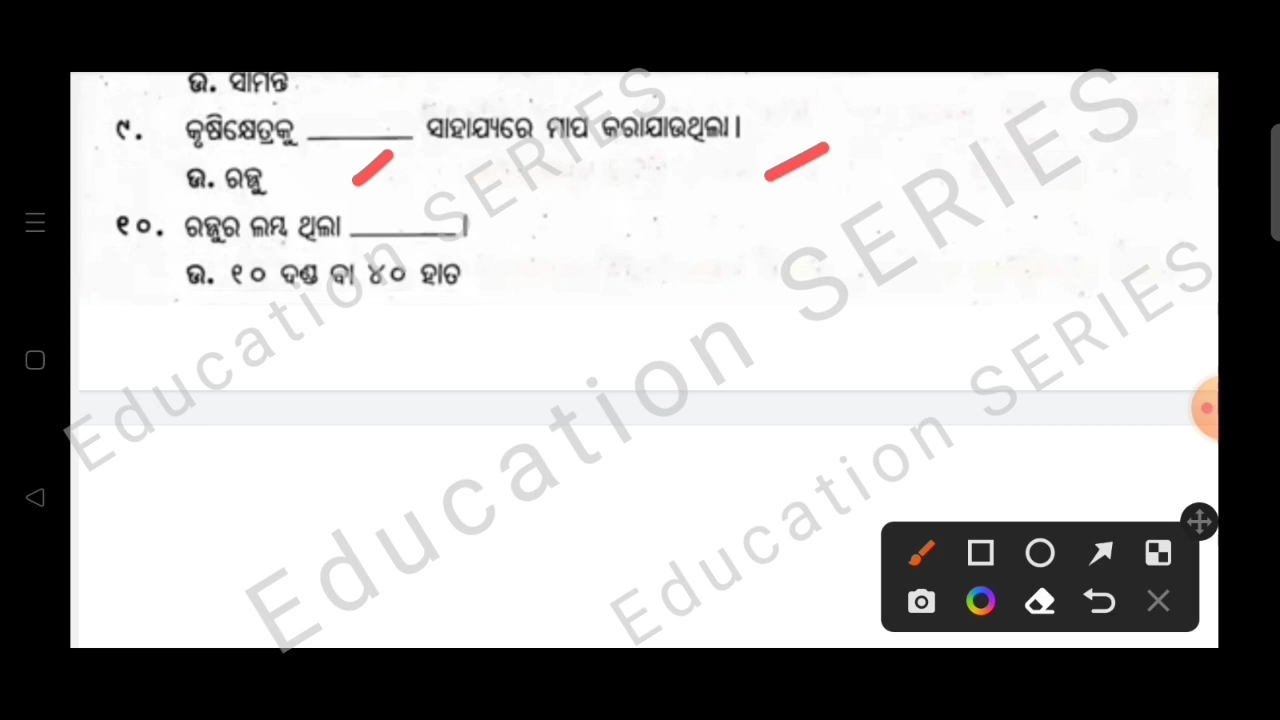 ଉ. ସାମନ୍ତ
୯. କୃଷିକ୍ଷେତ୍ରକୁ ________ ସାହାଯ୍ୟରେ ମାପ କରାଯାଉଥିଲା।
ଉ. ରଜ୍ଜୁ
୧୦. ରଜ୍ଜୁର ଲମ୍ବ ଥିଲା ________।
ଉ. ୧୦ ଦଣ୍ଡ ବା ୪୦ ହାତ
Education SERIES
Education SERIES
Education SERIES